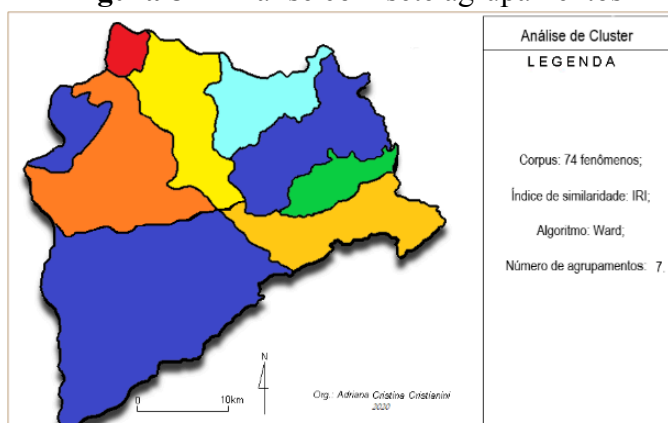 Análise de Cluster
LEGENDA
Corpus: 74 fenômenos;
Índice de similaridade: IRI;
Algoritmo: Ward;
Número de agrupamentos: 7.
N
0 10km
Org.: Adriana Cristina Cristianini
2020